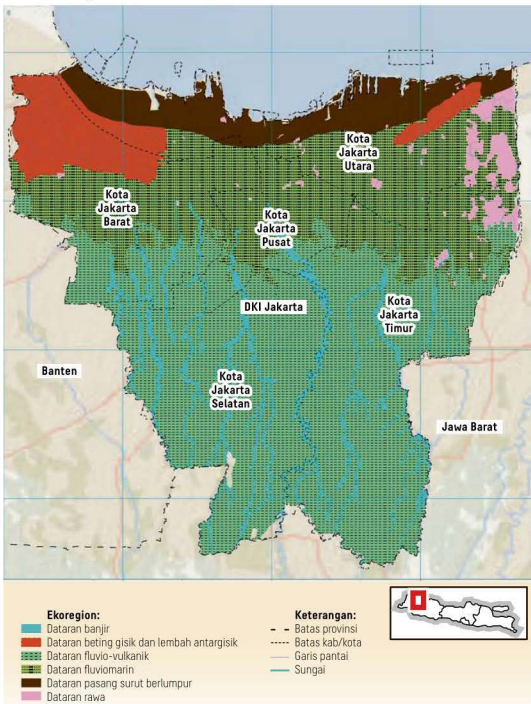 Kota
Jakarta
Utara
Kota
Jakarta
Barat
Kota
Jakarta
Pusat
DKI Jakarta
Kota
Jakarta
Timur
Banten
Kota
Jakarta
Selatan
Jawa Barat
Ekoregion:
Dataran banjir
Dataran beting gisik dan lembah antargisik
Dataran fluvio-vulkanik
Dataran fluviomarin
Dataran pasang surut berlumpur
Dataran rawa
Keterangan:
Batas provinsi
Batas kab/kota
Garis pantai
Sungai